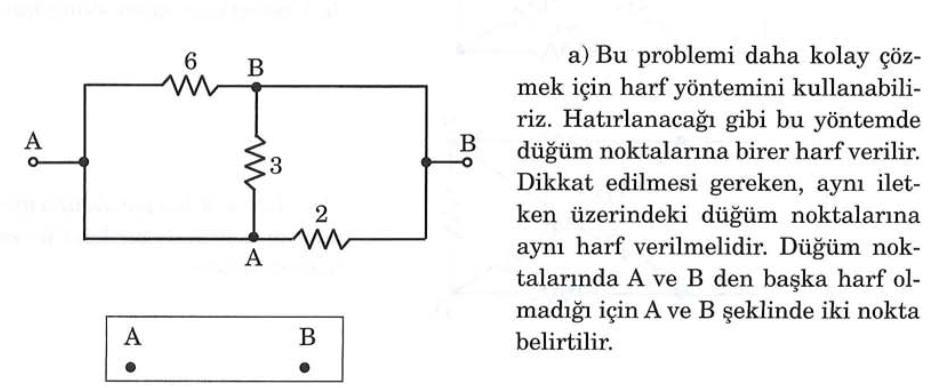 6
B
A
B
3
2
A
A
B
a) Bu problemi daha kolay çöz-
mek için harf yöntemini kullanabili-
riz. Hatırlanacağı gibi bu yöntemde
düğüm noktalarına birer harf verilir.
Dikkat edilmesi gereken, aynı ilet-
ken üzerindeki düğüm noktalarına
aynı harf verilmelidir. Düğüm nok-
talarında A ve B den başka harf ol-
madığı için A ve B şeklinde iki nokta
belirtilir.